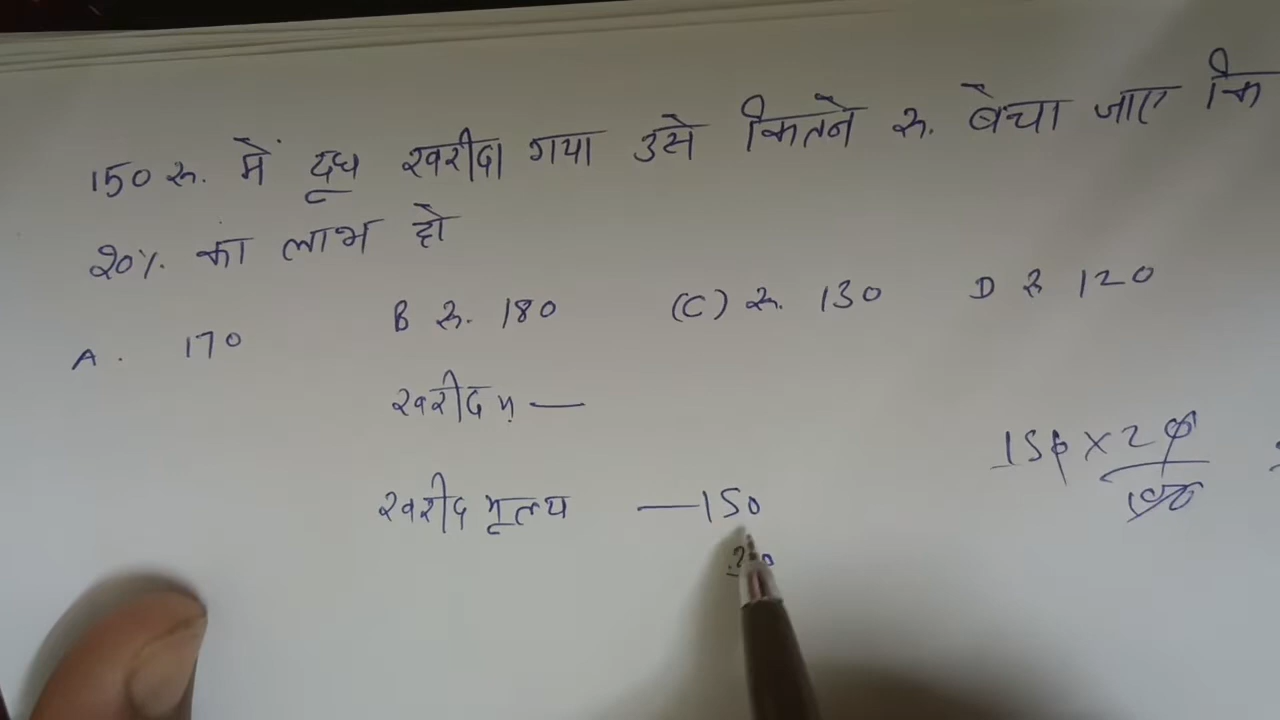 150 रु. में दूध खरीदा गया उसे कितने रु. बेचा जाए कि
20% का लाभ हो
A. 170 B रु. 180 (C) रु. 130 D रु 120
खरीद म —
150 × 20
100
खरीद मूल्य — 150